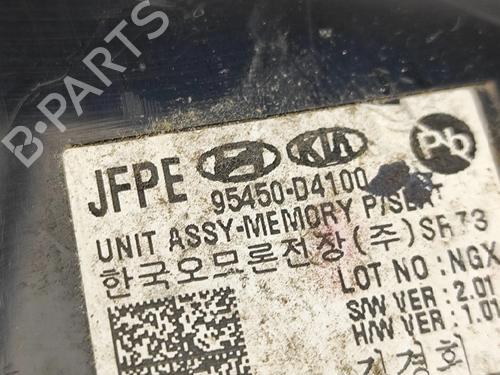 B-PARTS
JFPE KIA Pb
95450-D4100
UNIT ASSY-MEMORY P/SEAT
한국오므론전장(주) SF73
LOT NO : NGX
S/W VER : 2.01
H/W VER : 1.01